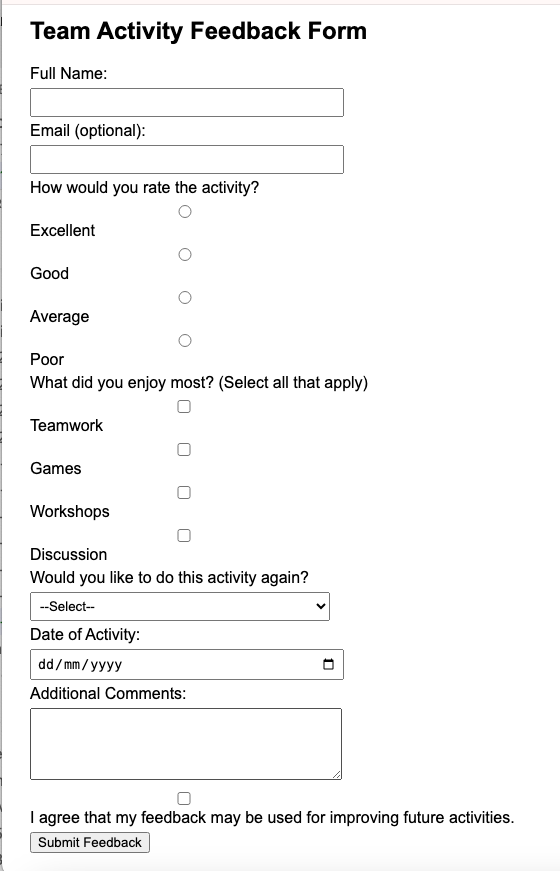 Team Activity Feedback Form
Full Name:
Email (optional):
How would you rate the activity?
Excellent
Good
Average
Poor
What did you enjoy most? (Select all that apply)
Teamwork
Games
Workshops
Discussion
Would you like to do this activity again?
--Select--
Date of Activity:
dd/mm/yyyy
Additional Comments:
I agree that my feedback may be used for improving future activities.
Submit Feedback